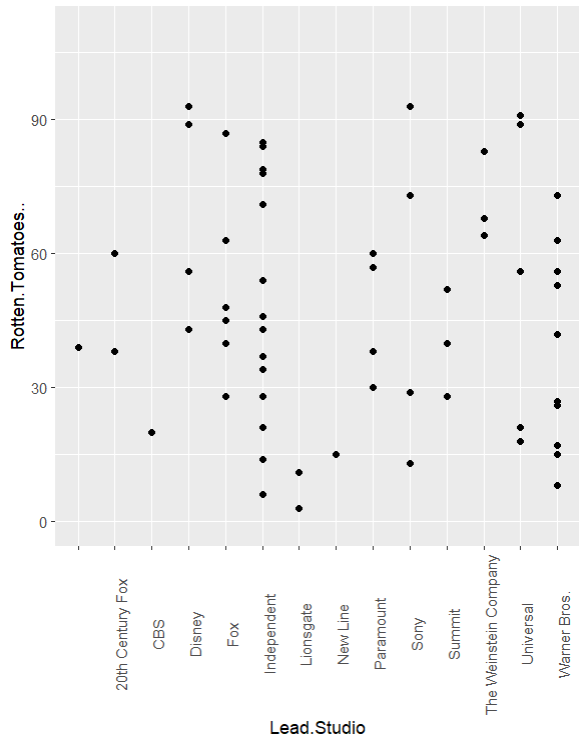 Rotten.Tomatoes..
90
60
30
0
20th Century Fox
CBS
Disney
Fox
Independent
Lionsgate
New Line
Paramount
Sony
Summit
The Weinstein Company
Universal
Warner Bros.
Lead.Studio